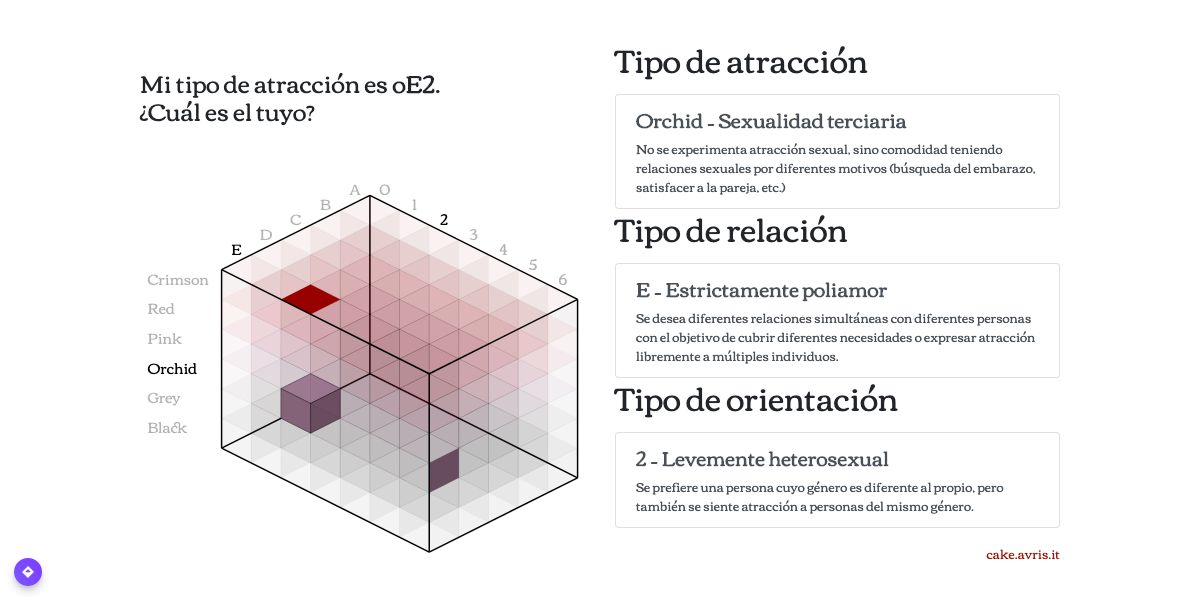 Mi tipo de atracción es oE2.
¿Cuál es el tuyo?
A
B
C
D
E
0
1
2
3
4
5
6
Crimson
Red
Pink
Orchid
Grey
Black
Tipo de atracción
Orchid - Sexualidad terciaria
No se experimenta atracción sexual, sino comodidad teniendo
relaciones sexuales por diferentes motivos (búsqueda del embarazo,
satisfacer a la pareja, etc.)
Tipo de relación
E - Estrictamente poliamor
Se desea diferentes relaciones simultáneas con diferentes personas
con el objetivo de cubrir diferentes necesidades o expresar atracción
libremente a múltiples individuos.
Tipo de orientación
2 - Levemente heterosexual
Se prefiere una persona cuyo género es diferente al propio, pero
también se siente atracción a personas del mismo género.
cake.avris.it